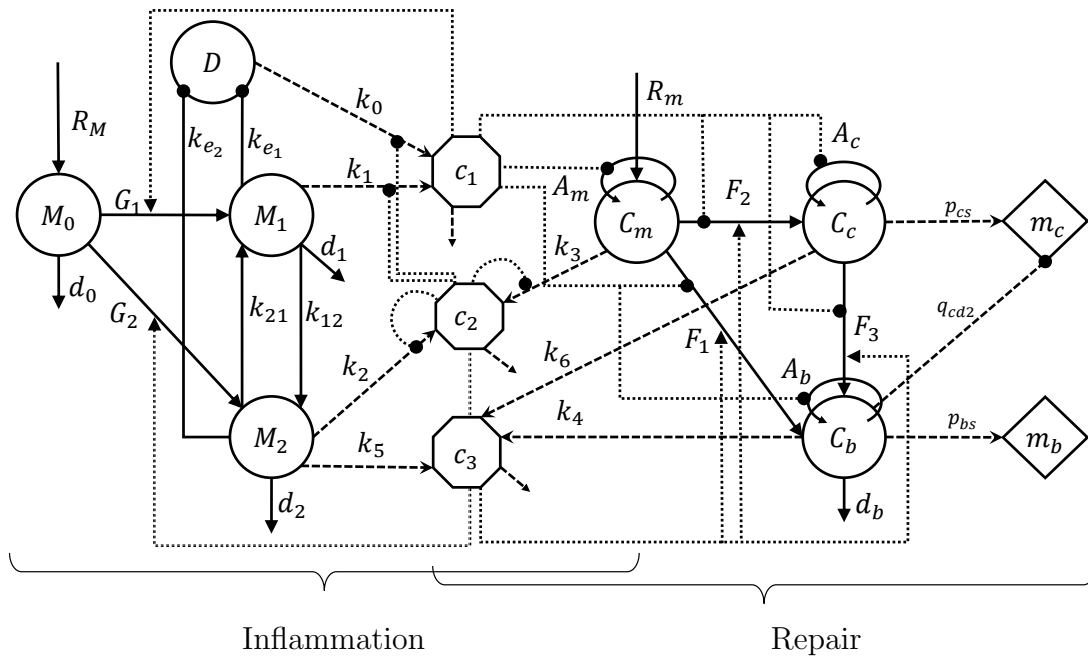 D
R_M
k_0
R_m
A_c
k_{e_2}
k_{e_1}
k_1
c_1
A_m
F_2
M_0
G_1
M_1
C_m
C_c
p_{cs}
m_c
d_0
d_1
k_3
G_2
k_{21}
k_{12}
c_2
q_{cd2}
k_2
k_6
F_1
F_3
A_b
M_2
k_5
c_3
k_4
C_b
p_{bs}
m_b
d_2
d_b
Inflammation
Repair